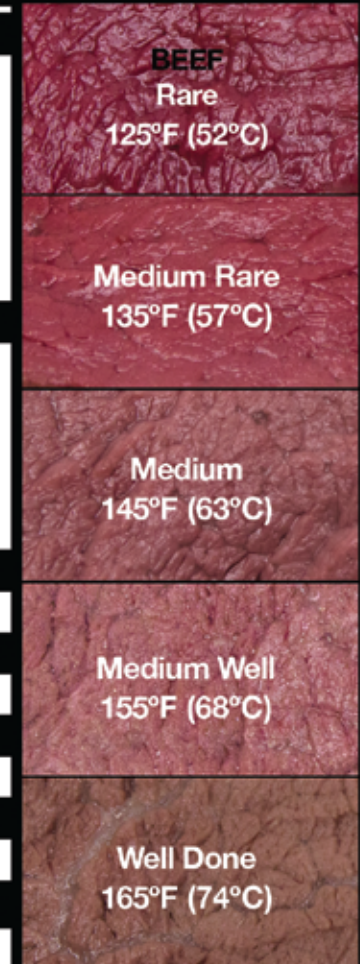 BEEF
Rare
125ºF (52ºC)
Medium Rare
135ºF (57ºC)
Medium
145ºF (63ºC)
Medium Well
155ºF (68ºC)
Well Done
165ºF (74ºC)